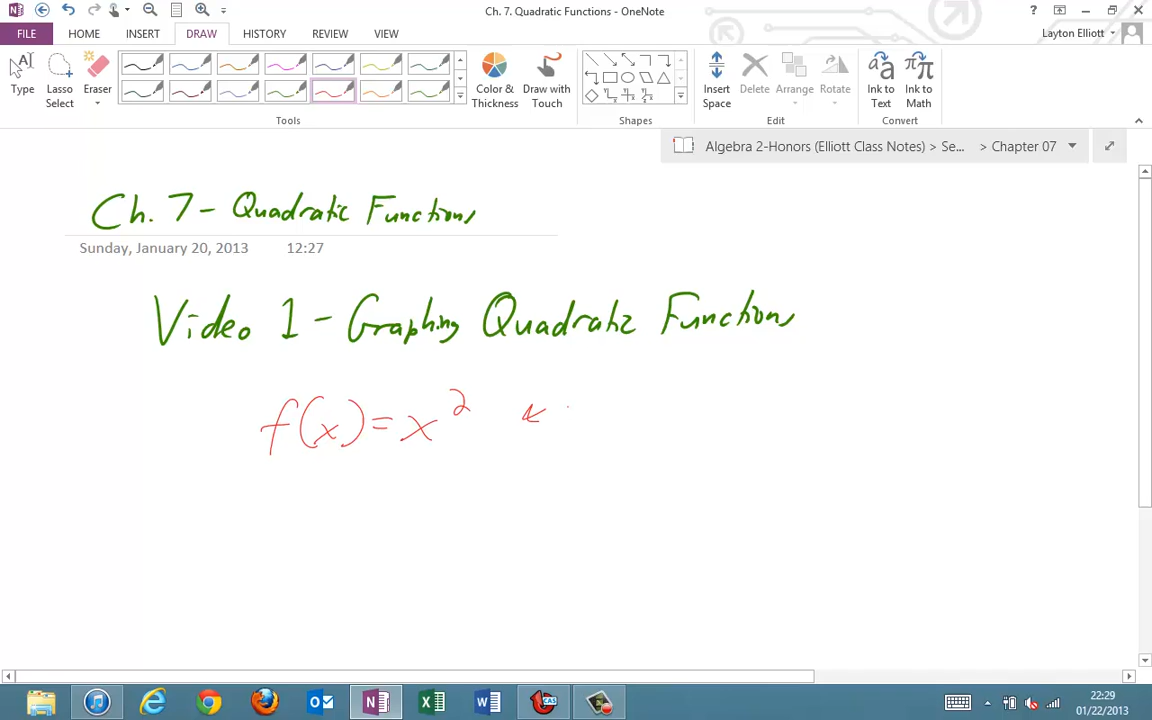 Ch. 7. Quadratic Functions - OneNote
FILE HOME INSERT DRAW HISTORY REVIEW VIEW
Layton Elliott
Type Lasso Select Eraser Color & Thickness Draw with Touch Insert Space Delete Arrange Rotate Ink to Text Ink to Math
Tools Shapes Edit Convert
Algebra 2-Honors (Elliott Class Notes) > Se... > Chapter 07
Ch. 7 - Quadratic Functions
Sunday, January 20, 2013 12:27
Video 1 - Graphing Quadratic Functions
f(x) = x²
22:29
01/22/2013